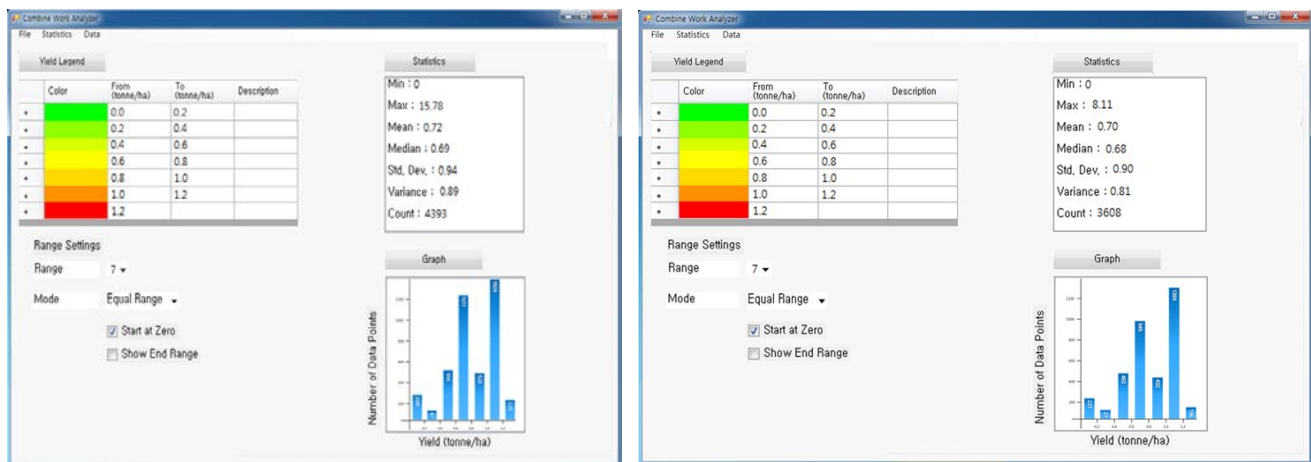 Combine Work Analyzer
File Statistics Data
Yield Legend
Color From (tonne/ha) To (tonne/ha) Description
0.0 0.2
0.2 0.4
0.4 0.6
0.6 0.8
0.8 1.0
1.0 1.2
1.2
Range Settings
Range 7
Mode Equal Range
Start at Zero
Show End Range
Statistics
Min : 0
Max : 15.78
Mean : 0.72
Median : 0.69
Std, Dev, : 0.94
Variance : 0.89
Count : 4393
Graph
Number of Data Points
Yield (tonne/ha)
Combine Work Analyzer
File Statistics Data
Yield Legend
Color From (tonne/ha) To (tonne/ha) Description
0.0 0.2
0.2 0.4
0.4 0.6
0.6 0.8
0.8 1.0
1.0 1.2
1.2
Range Settings
Range 7
Mode Equal Range
Start at Zero
Show End Range
Statistics
Min : 0
Max : 8.11
Mean : 0.70
Median : 0.68
Std, Dev, : 0.90
Variance : 0.81
Count : 3608
Graph
Number of Data Points
Yield (tonne/ha)